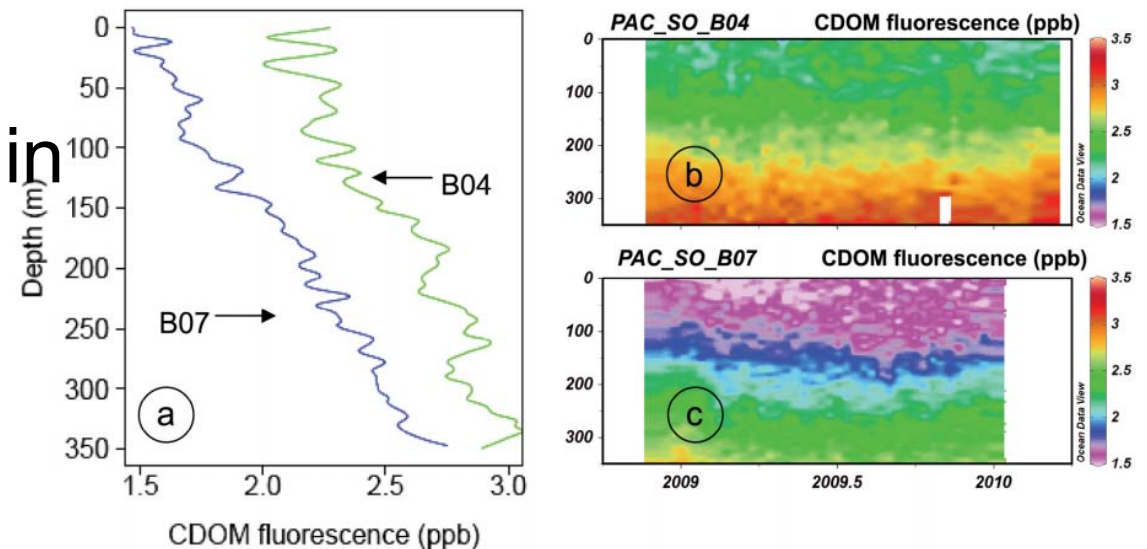 in
0
50
100
150
200
250
300
350
Depth (m)
B04
B07
a
1.5 2.0 2.5 3.0
CDOM fluorescence (ppb)
PAC_SO_B04 CDOM fluorescence (ppb)
0
100
200
300
b
3.5
3
2.5
2
1.5
Ocean Data View
PAC_SO_B07 CDOM fluorescence (ppb)
0
100
200
300
c
3.5
3
2.5
2
1.5
Ocean Data View
2009 2009.5 2010